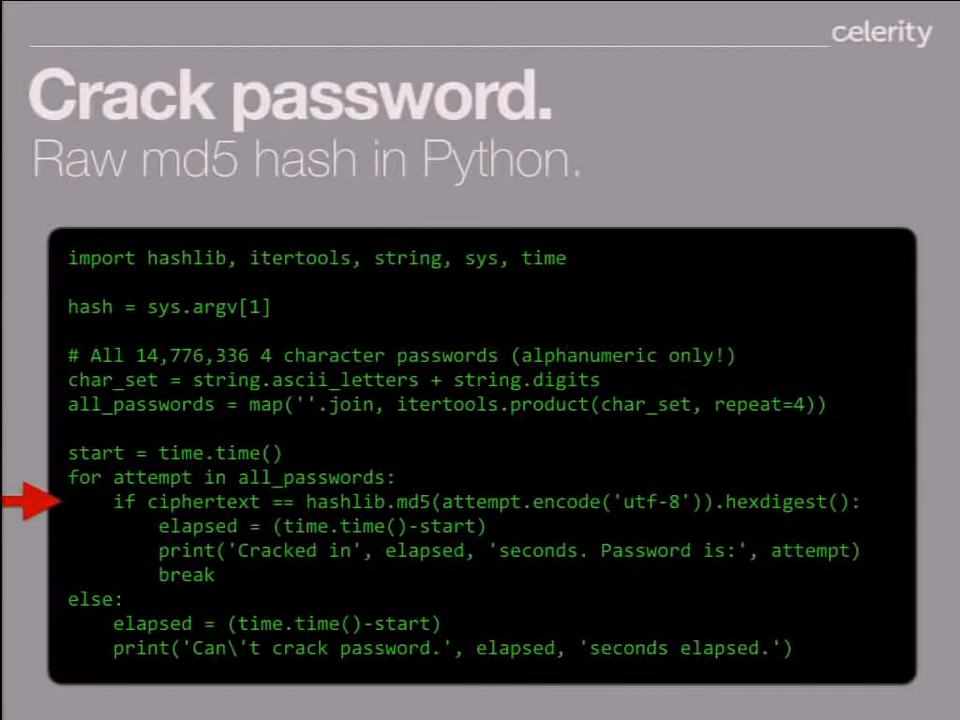 celerity
Crack password.
Raw md5 hash in Python.
import hashlib, itertools, string, sys, time
hash = sys.argv[1]
# All 14,776,336 4 character passwords (alphanumeric only!)
char_set = string.ascii_letters + string.digits
all_passwords = map(''.join, itertools.product(char_set, repeat=4))
start = time.time()
for attempt in all_passwords:
    if ciphertext == hashlib.md5(attempt.encode('utf-8')).hexdigest():
        elapsed = (time.time()-start)
        print('Cracked in', elapsed, 'seconds. Password is:', attempt)
        break
else:
    elapsed = (time.time()-start)
    print('Can\'t crack password.', elapsed, 'seconds elapsed.')